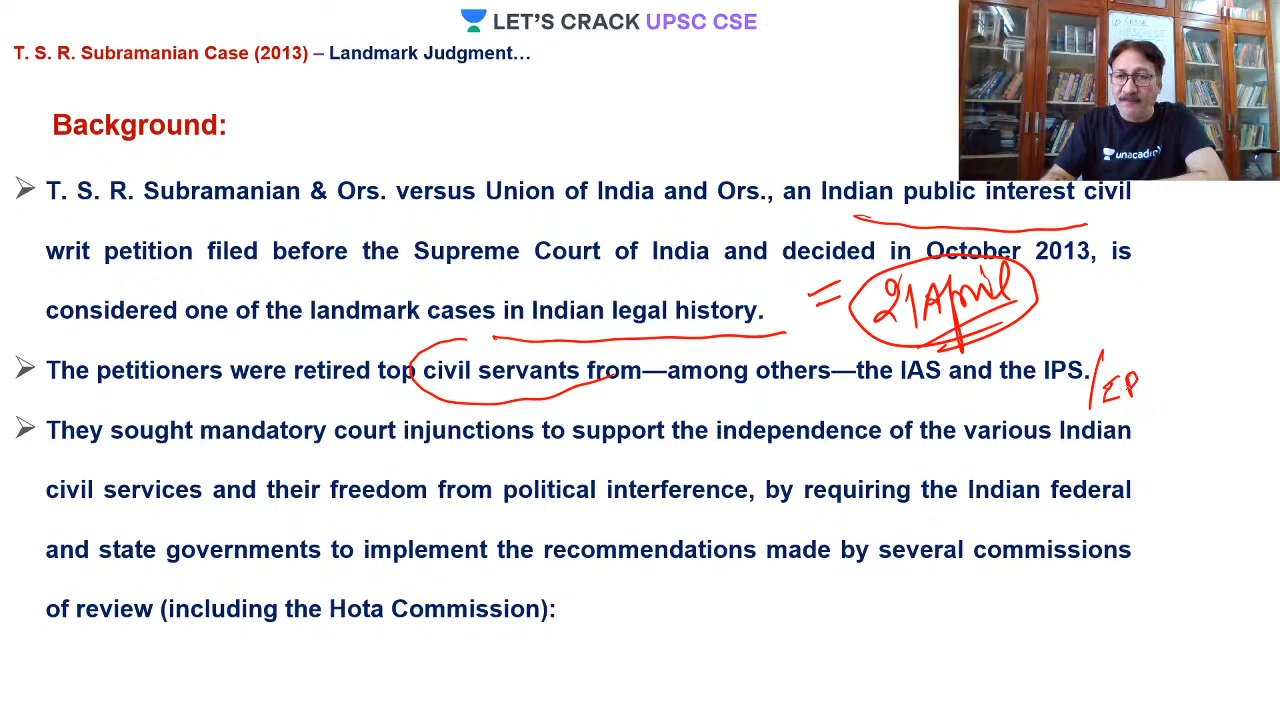 LET'S CRACK UPSC CSE
T. S. R. Subramanian Case (2013) – Landmark Judgment…
unacademy
Background:
➢ T. S. R. Subramanian & Ors. versus Union of India and Ors., an Indian public interest civil
writ petition filed before the Supreme Court of India and decided in October 2013, is
= 21 April
considered one of the landmark cases in Indian legal history.
➢ The petitioners were retired top civil servants from—among others—the IAS and the IPS.
➢ They sought mandatory court injunctions to support the independence of the various Indian
civil services and their freedom from political interference, by requiring the Indian federal
and state governments to implement the recommendations made by several commissions
of review (including the Hota Commission):